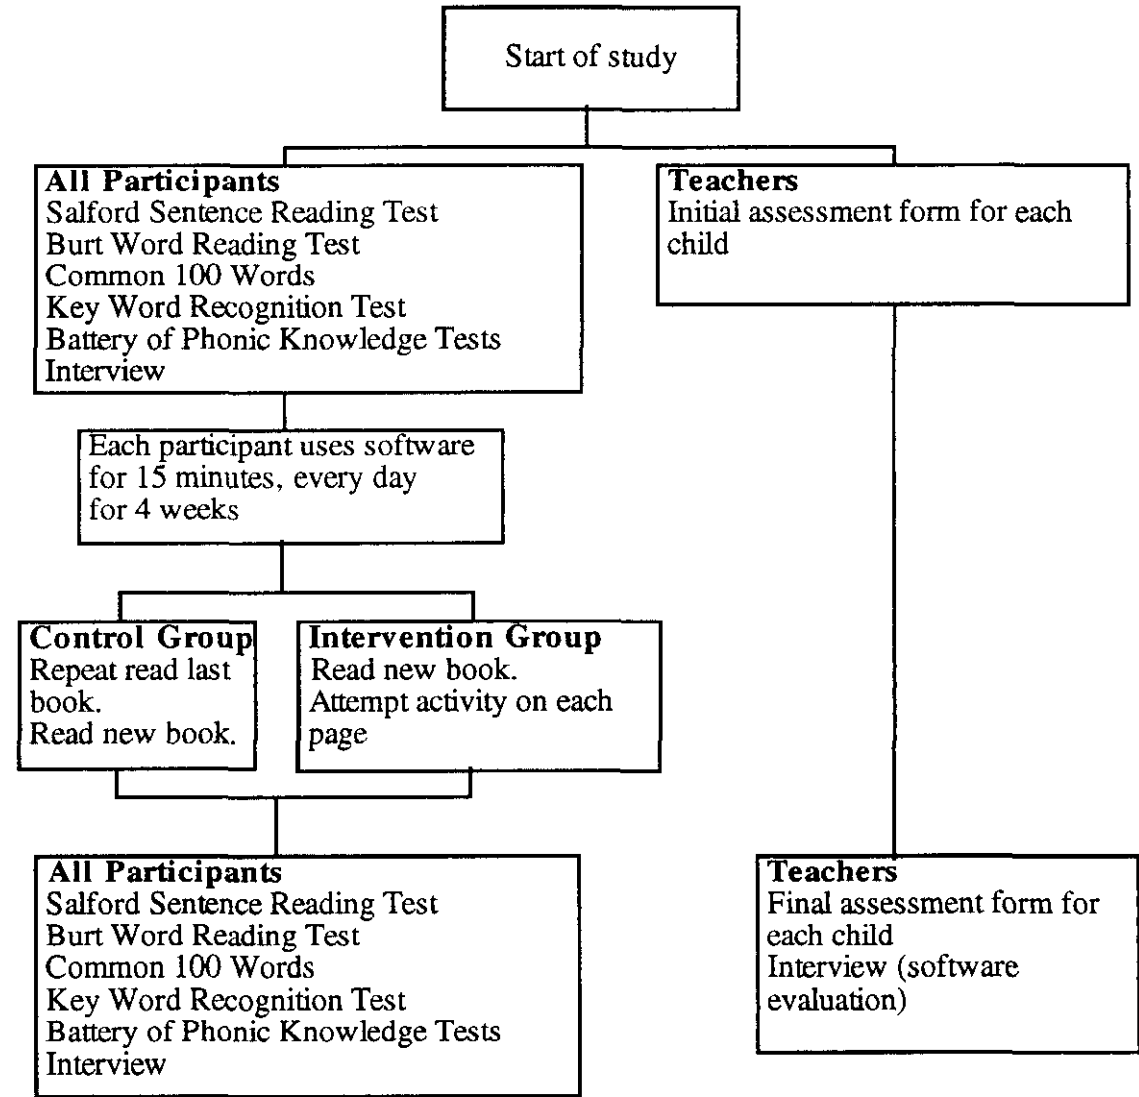 Start of study
All Participants
Salford Sentence Reading Test
Burt Word Reading Test
Common 100 Words
Key Word Recognition Test
Battery of Phonic Knowledge Tests
Interview
Teachers
Initial assessment form for each
child
Each participant uses software
for 15 minutes, every day
for 4 weeks
Control Group
Repeat read last
book.
Read new book.
Intervention Group
Read new book.
Attempt activity on each
page
All Participants
Salford Sentence Reading Test
Burt Word Reading Test
Common 100 Words
Key Word Recognition Test
Battery of Phonic Knowledge Tests
Interview
Teachers
Final assessment form for
each child
Interview (software
evaluation)